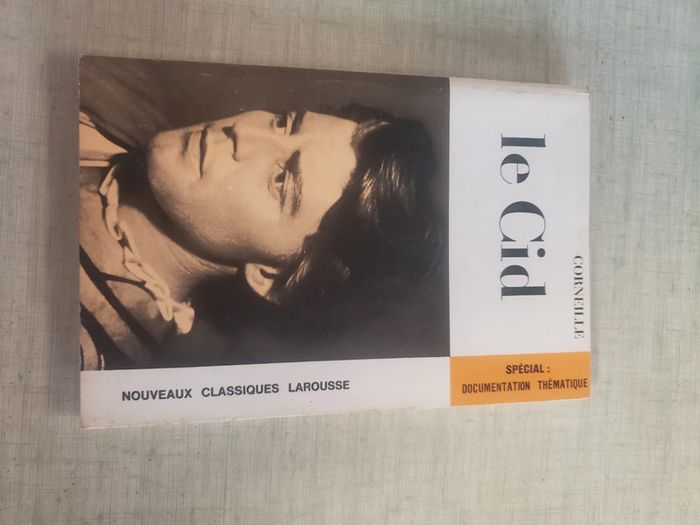 CORNEILLE
le Cid
SPÉCIAL :
DOCUMENTATION THÉMATIQUE
NOUVEAUX CLASSIQUES LAROUSSE